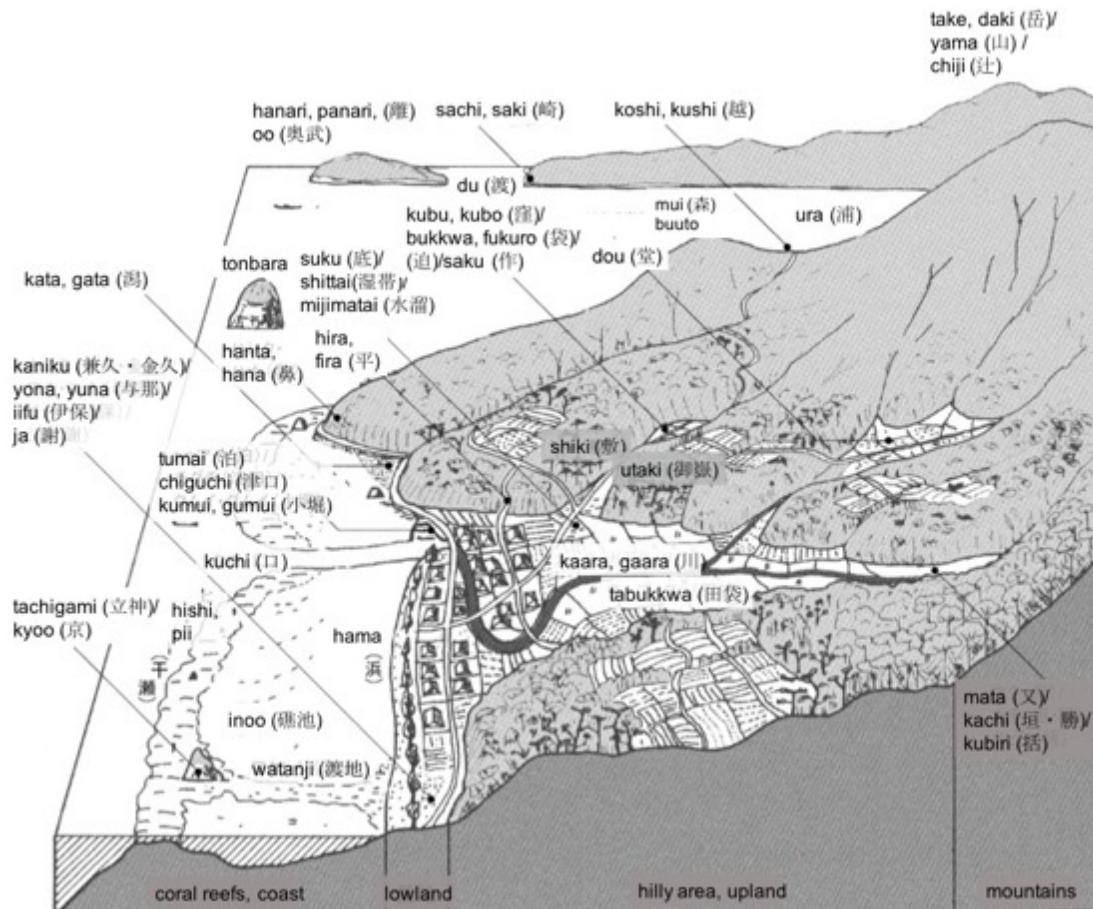 take, daki (岳)/
yama (山) /
chiji (辻)
hanari, panari, (離)
oo (奥武)
sachi, saki (崎)
koshi, kushi (越)
du (渡)
kubu, kubo (窪)/
bukkwa, fukuro (袋)/
(迫)/saku (作)
mui (森)
buuto
ura (浦)
dou (堂)
tonbara
suku (底)/
shittai(湿帯)/
mijimatai (水溜)
kata, gata (潟)
hanta,
hana (鼻)
hira,
fira (平)
kaniku (兼久・金久)/
yona, yuna (与那)/
iifu (伊保)/
ja (謝)
shiki (敷)
utaki (御嶽)
tumai (泊)
chiguchi (津口)
kumui, gumui (小堀)
kuchi (口)
kaara, gaara (川)
tabukkwa (田袋)
tachigami (立神)/
kyoo (京)
hishi,
pii
(干瀬)
hama
(浜)
inoo (礁池)
watanji (渡地)
mata (又)/
kachi (垣・勝)/
kubiri (括)
coral reefs, coast
lowland
hilly area, upland
mountains